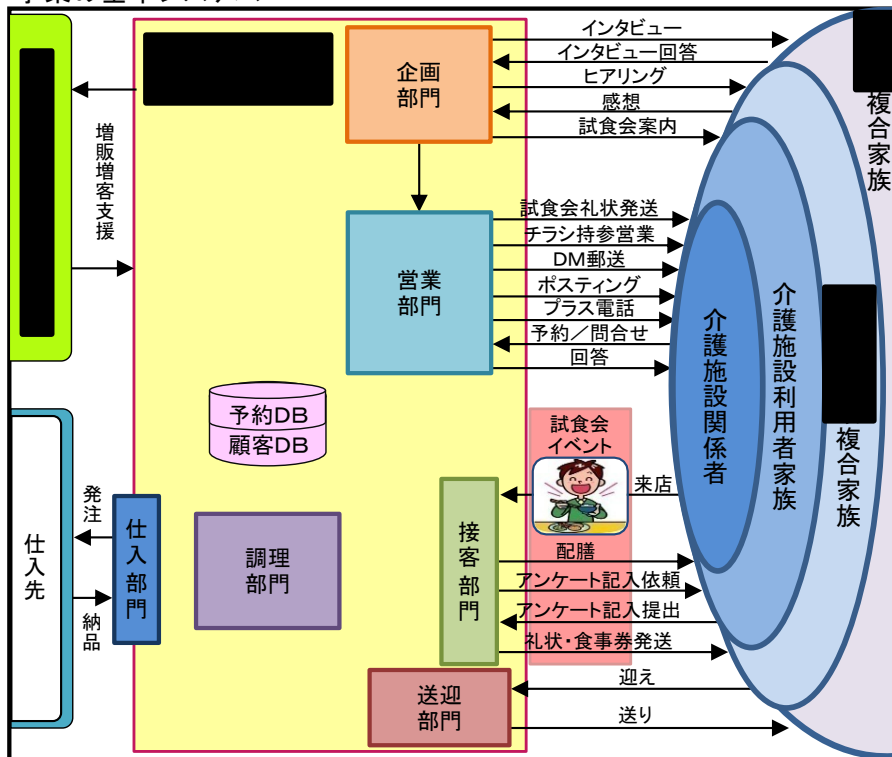 インタビュー
インタビュー回答
ヒアリング
感想
試食会案内
企画
部門
増販増客支援
複合家族
試食会礼状発送
チラシ持参営業
DM郵送
ポスティング
プラス電話
予約／問合せ
回答
営業
部門
介護施設関係者
介護施設利用者家族
複合家族
予約DB
顧客DB
試食会
イベント
来店
発注
仕入先
納品
仕入部門
調理
部門
接客部門
配膳
アンケート記入依頼
アンケート記入提出
礼状・食事券発送
送迎
部門
迎え
送り